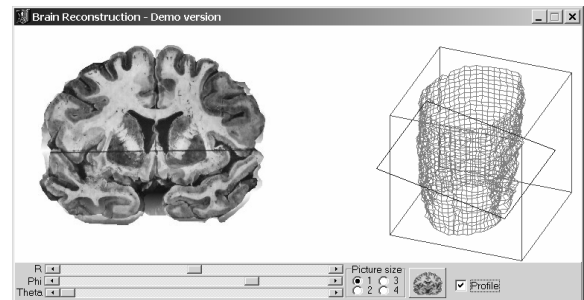 Brain Reconstruction - Demo version
R
Phi
Theta
Picture size
1 3
2 4
Profile